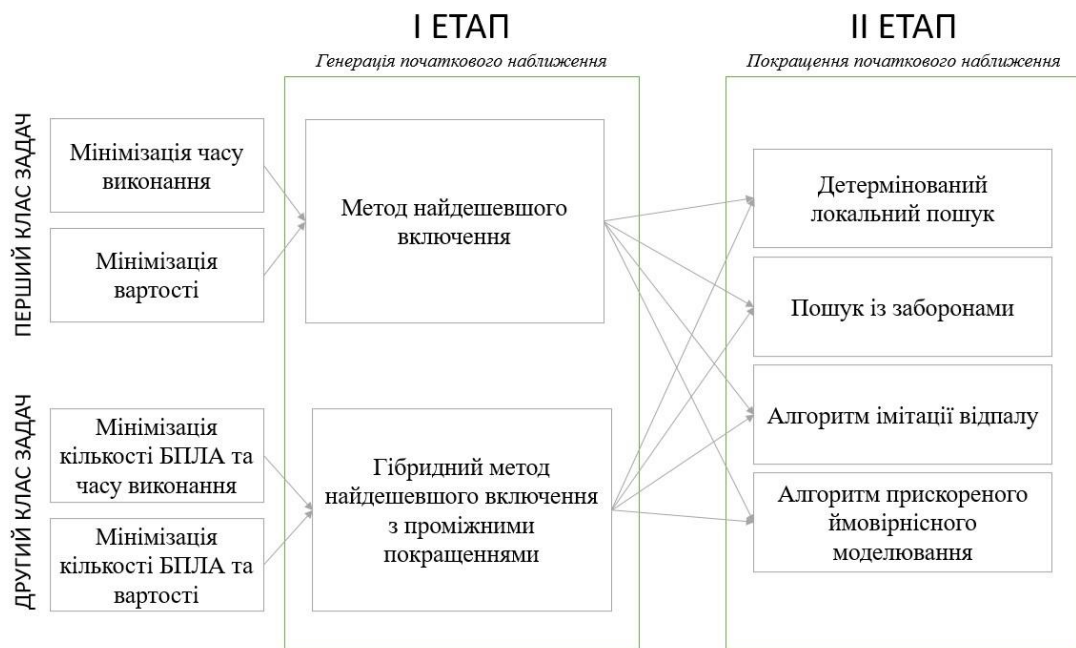 І ЕТАП
Генерація початкового наближення
ІІ ЕТАП
Покращення початкового наближення
ПЕРШИЙ КЛАС ЗАДАЧ
Мінімізація часу
виконання
Мінімізація
вартості
Метод найдешевшого
включення
Детермінований
локальний пошук
Пошук із заборонами
ДРУГИЙ КЛАС ЗАДАЧ
Мінімізація
кількості БПЛА та
часу виконання
Мінімізація
кількості БПЛА та
вартості
Гібридний метод
найдешевшого включення
з проміжними
покращеннями
Алгоритм імітації відпалу
Алгоритм прискореного
ймовірнісного
моделювання